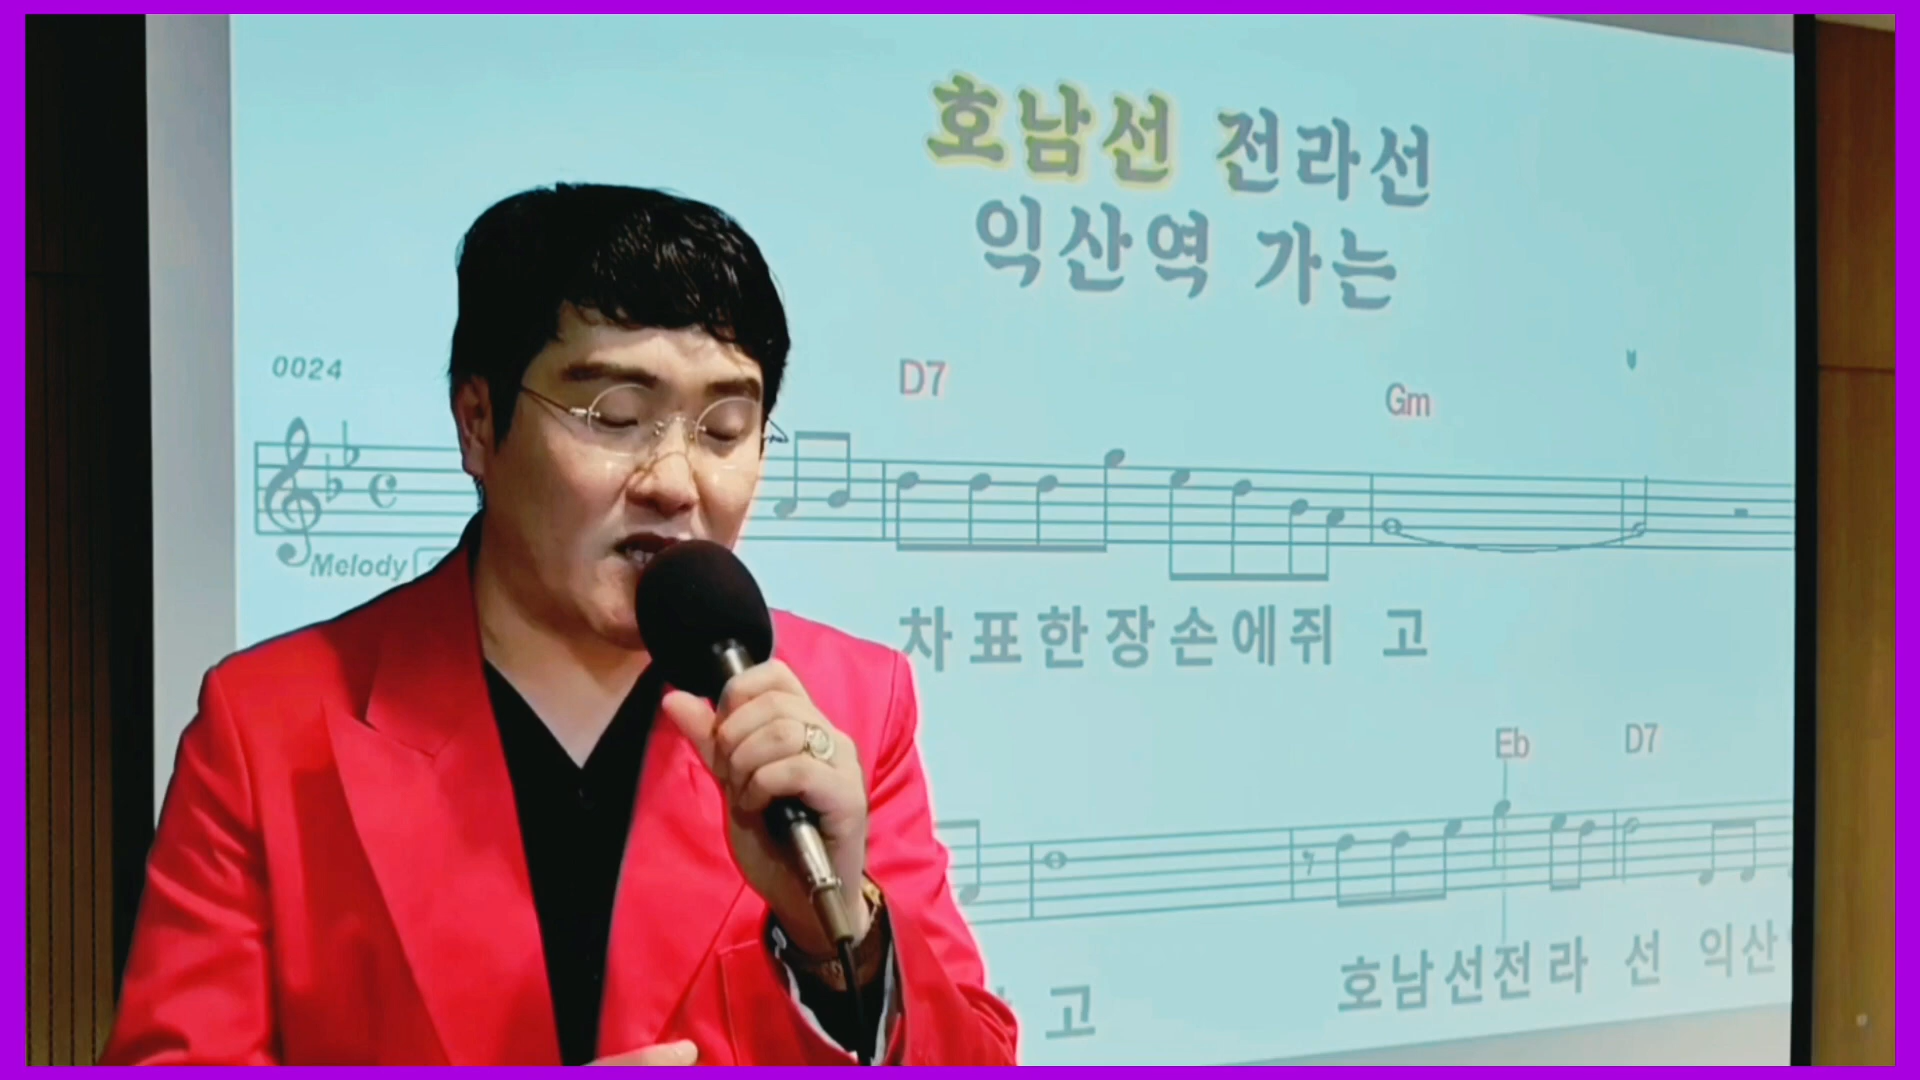 호남선 전라선
익산역 가는
0024
D7 Gm
Melody
차표한장손에쥐 고
Eb D7
고 호남선전라 선 익산